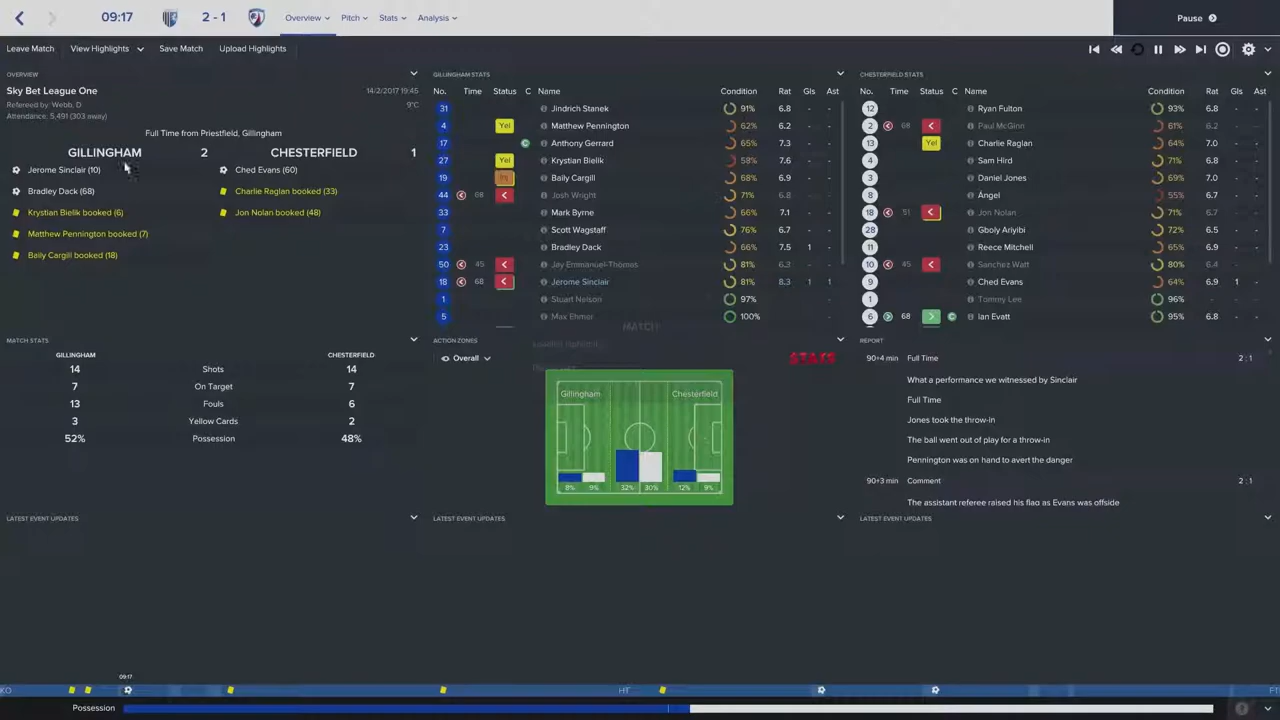 09:17 2 - 1 Overview Pitch Stats Analysis Pause
Leave Match View Highlights Save Match Upload Highlights
OVERVIEW
Sky Bet League One 14/2/2017 19:45
Refereed by: Webb, D 9°C
Attendance: 5,491 (303 away)
Full Time from Priestfield, Gillingham
GILLINGHAM 2 CHESTERFIELD 1
Jerome Sinclair (10) Ched Evans (60)
Bradley Dack (68) Charlie Raglan booked (33)
Krystian Bielik booked (6) Jon Nolan booked (48)
Matthew Pennington booked (7)
Baily Cargill booked (18)
GILLINGHAM STATS
No. Time Status C Name Condition Rat Gls Ast
31 Jindrich Stanek 91% 6.8 - -
4 Yel Matthew Pennington 62% 6.2 - -
17 C Anthony Gerrard 65% 7.3 - -
27 Yel Krystian Bielik 58% 7.6 - -
19 Baily Cargill 68% 6.9 - -
44 68 Josh Wright 71% 6.8 - -
33 Mark Byrne 66% 7.1 - -
7 Scott Wagstaff 76% 6.7 - -
23 Bradley Dack 66% 7.5 1 -
50 45 Jay Emmanuel-Thomas 81% 6.3 - -
18 68 Jerome Sinclair 81% 8.3 1 1
1 Stuart Nelson 97% - -
5 Max Ehmer 100% - -
CHESTERFIELD STATS
No. Time Status C Name Condition Rat Gls Ast
12 Ryan Fulton 93% 6.8 - -
2 68 Paul McGinn 61% 6.2 - -
13 Yel Charlie Raglan 64% 7.0 - -
4 Sam Hird 71% 6.8 - -
3 Daniel Jones 69% 7.0 - -
8 Ángel 55% 6.7 - -
18 51 Jon Nolan 71% 6.7 - -
28 Gboly Ariyibi 72% 6.5 - -
11 Reece Mitchell 65% 6.9 - -
10 45 Sanchez Watt 80% 6.4 - -
9 Ched Evans 64% 6.9 1 -
1 Tommy Lee 96% - -
6 68 C Ian Evatt 95% 6.8 - -
MATCH STATS
GILLINGHAM CHESTERFIELD
14 Shots 14
7 On Target 7
13 Fouls 6
3 Yellow Cards 2
52% Possession 48%
MATCH
ACTION ZONES
Overall STATS
Gillingham Chesterfield
8% 9% 32% 30% 12% 9%
REPORT
90+4 min Full Time 2:1
What a performance we witnessed by Sinclair
Full Time
Jones took the throw-in
The ball went out of play for a throw-in
Pennington was on hand to avert the danger
90+3 min Comment 2:1
The assistant referee raised his flag as Evans was offside
LATEST EVENT UPDATES
LATEST EVENT UPDATES
LATEST EVENT UPDATES
09:17
KO HT FT
Possession